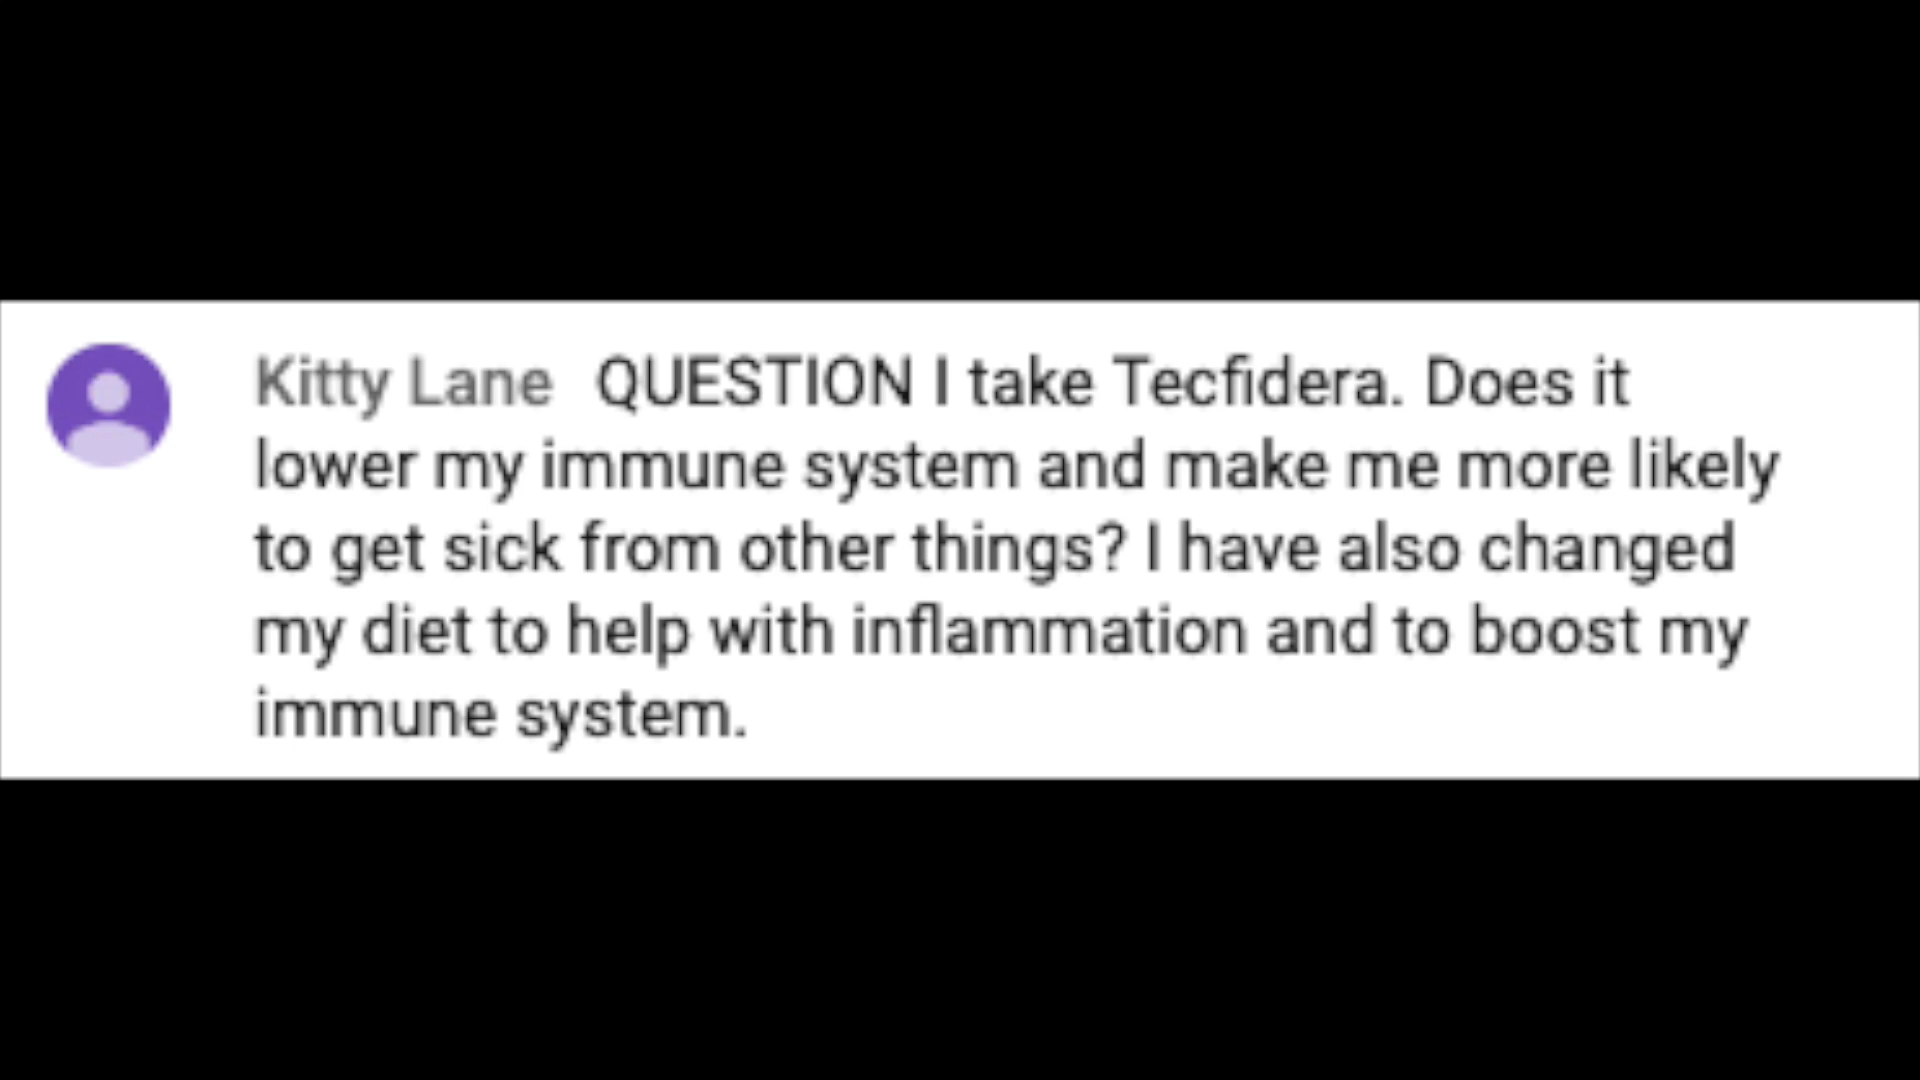 Kitty Lane QUESTION I take Tecfidera. Does it
lower my immune system and make me more likely
to get sick from other things? I have also changed
my diet to help with inflammation and to boost my
immune system.